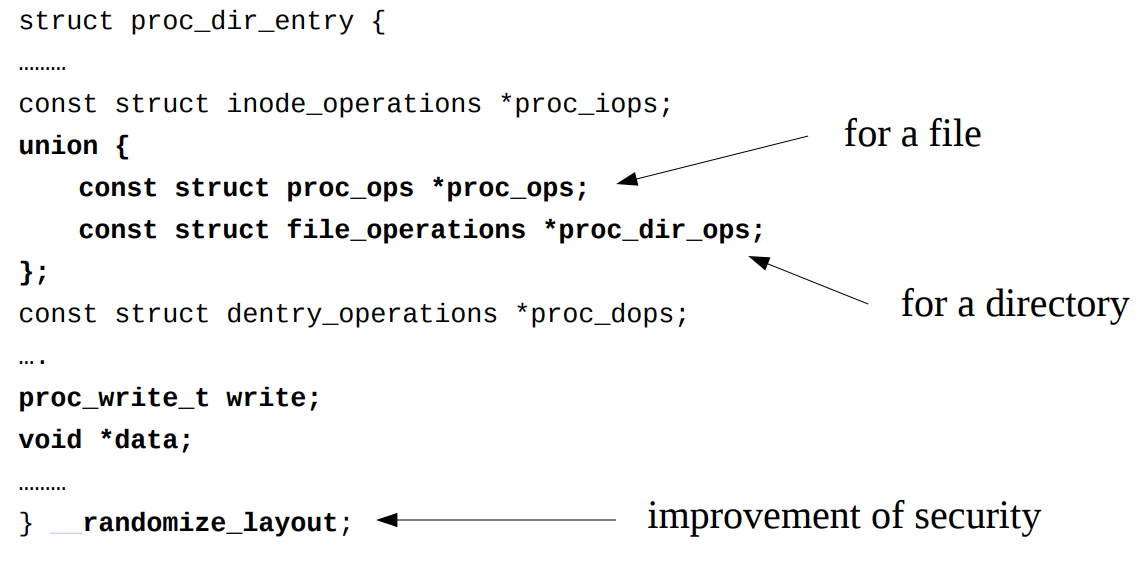 struct proc_dir_entry {
………
const struct inode_operations *proc_iops;
for a file
union {
const struct proc_ops *proc_ops;
const struct file_operations *proc_dir_ops;
};
for a directory
const struct dentry_operations *proc_dops;
….
proc_write_t write;
void *data;
………
} __randomize_layout;
improvement of security